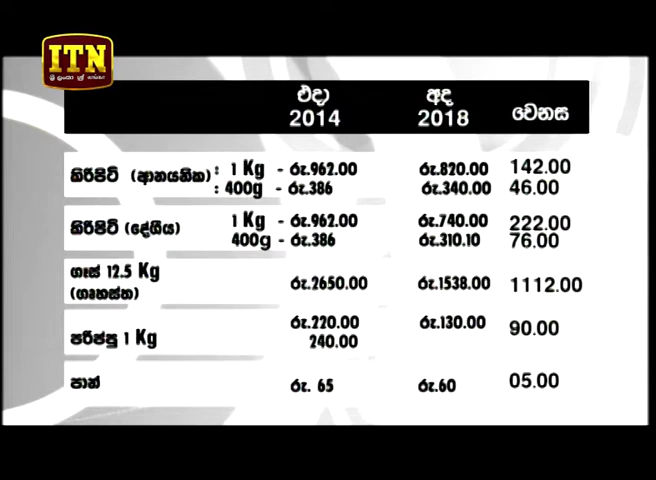 ITN
ශ්‍රී ලංකා ශ්‍රී ලංකා
එදා අද
2014 2018 වෙනස
කිරිපිටි (ආනයනික) : 1 Kg - රු.962.00 රු.820.00 142.00
: 400g - රු.386 රු.340.00 46.00
කිරිපිටි (දේශීය) 1 Kg - රු.962.00 රු.740.00 222.00
400g - රු.386 රු.310.10 76.00
ගෑස් 12.5 Kg
(ගෘහස්ත) රු.2650.00 රු.1538.00 1112.00
පරිප්පු 1 Kg රු.220.00 රු.130.00 90.00
240.00
පාන් රු. 65 රු.60 05.00